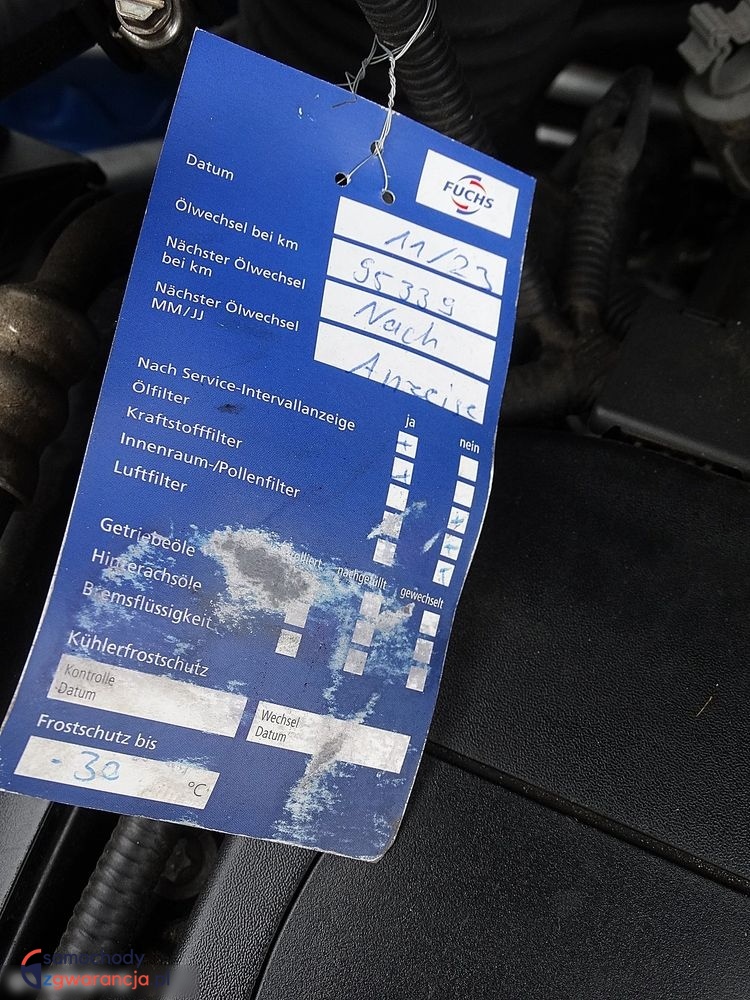 FUCHS
Datum 11/23
Ölwechsel bei km 95339
Nächster Ölwechsel bei km Nach
Nächster Ölwechsel MM/JJ Anzeige
ja nein
Nach Service-Intervallanzeige
Ölfilter
Kraftstofffilter
Innenraum-/Pollenfilter
Luftfilter
nachgefüllt gewechselt
Getriebeöle
Hinterachsöle
Bremsflüssigkeit
Kühlerfrostschutz
Kontrolle Datum
Wechsel Datum
Frostschutz bis
-30 °C
samochody
zgwarancja.pl